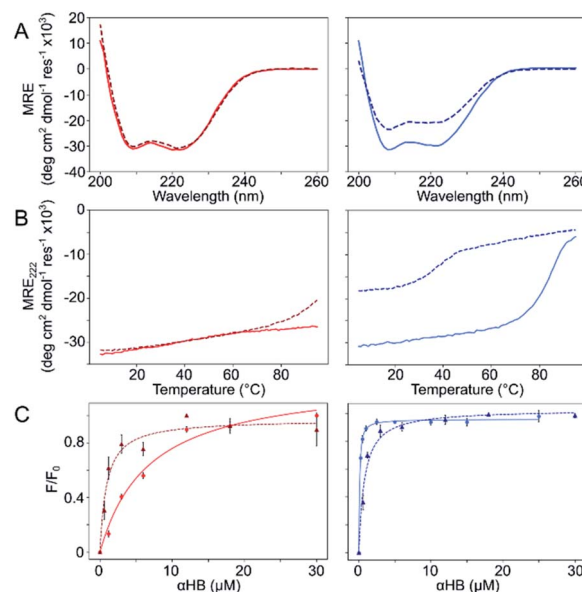 A
MRE
(deg cm² dmol⁻¹ res⁻¹ x10³)
20
10
0
-10
-20
-30
-40
200 220 240 260
Wavelength (nm)
200 220 240 260
Wavelength (nm)
B
MRE₂₂₂
(deg cm² dmol⁻¹ res⁻¹ x10³)
0
-10
-20
-30
20 40 60 80
Temperature (°C)
20 40 60 80
Temperature (°C)
C
F/F₀
0.8
0.4
0
0 10 20 30
αHB (μM)
0 10 20 30
αHB (μM)